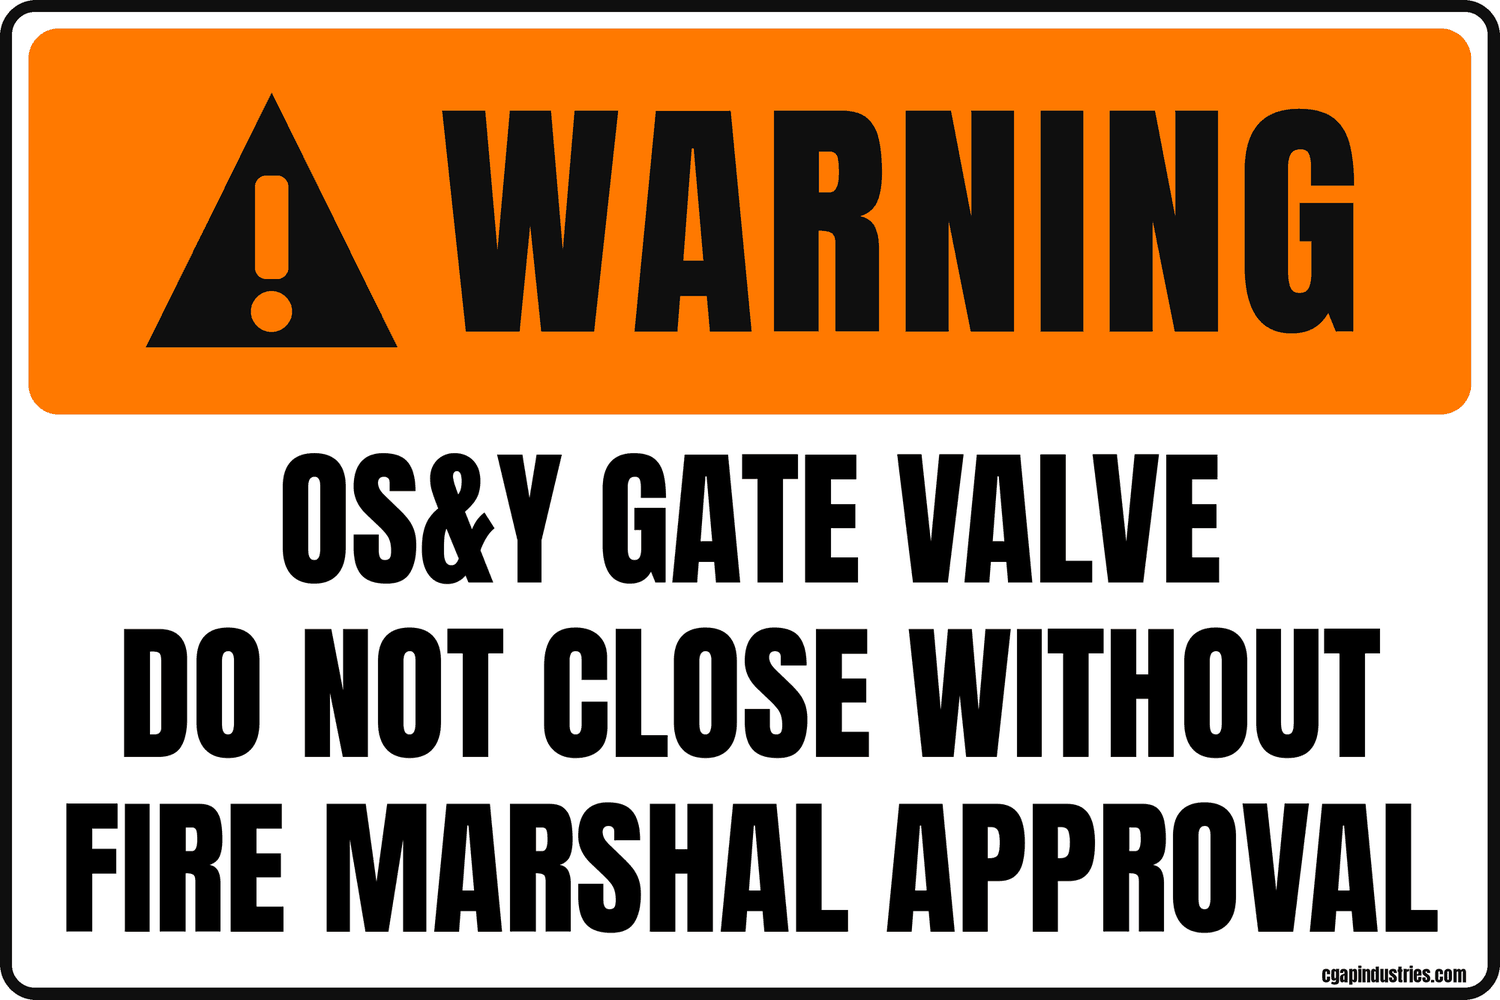 WARNING
OS&Y GATE VALVE
DO NOT CLOSE WITHOUT
FIRE MARSHAL APPROVAL
cgapindustries.com